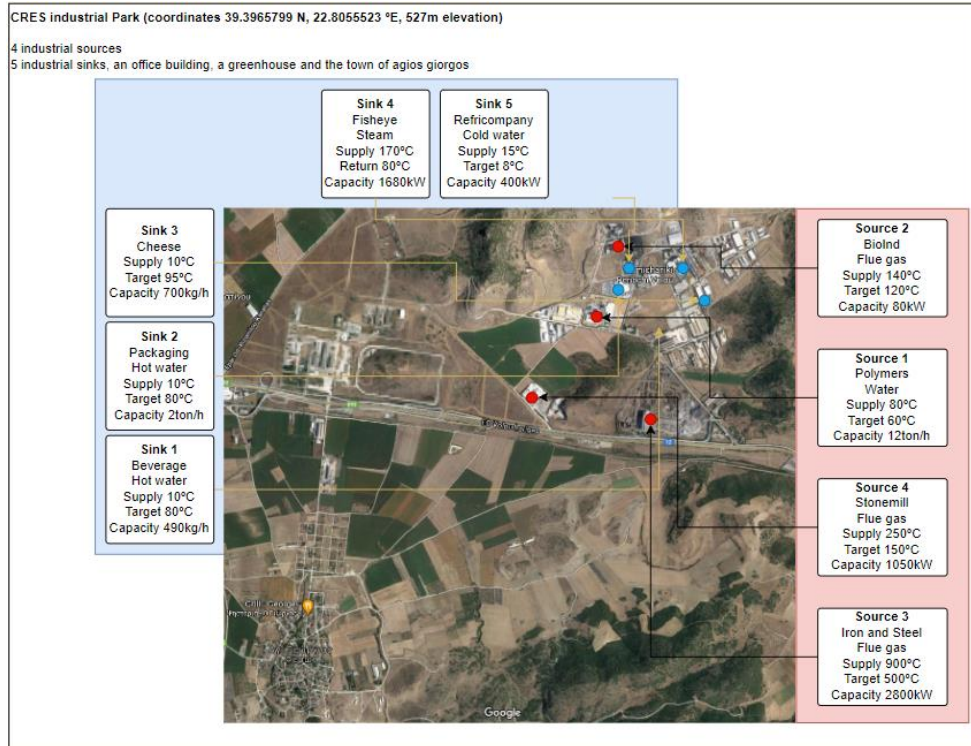 CRES industrial Park (coordinates 39.3965799 N, 22.8055523 ºE, 527m elevation)
4 industrial sources
5 industrial sinks, an office building, a greenhouse and the town of agios giorgos
Sink 4
Fisheye
Steam
Supply 170ºC
Return 80ºC
Capacity 1680kW
Sink 5
Refricompany
Cold water
Supply 15ºC
Target 8ºC
Capacity 400kW
Sink 3
Cheese
Supply 10ºC
Target 95ºC
Capacity 700kg/h
Sink 2
Packaging
Hot water
Supply 10ºC
Target 80ºC
Capacity 2ton/h
Sink 1
Beverage
Hot water
Supply 10ºC
Target 80ºC
Capacity 490kg/h
Source 2
BioInd
Flue gas
Supply 140ºC
Target 120ºC
Capacity 80kW
Source 1
Polymers
Water
Supply 80ºC
Target 60ºC
Capacity 12ton/h
Source 4
Stonemill
Flue gas
Supply 250ºC
Target 150ºC
Capacity 1050kW
Source 3
Iron and Steel
Flue gas
Supply 900ºC
Target 500ºC
Capacity 2800kW
Google